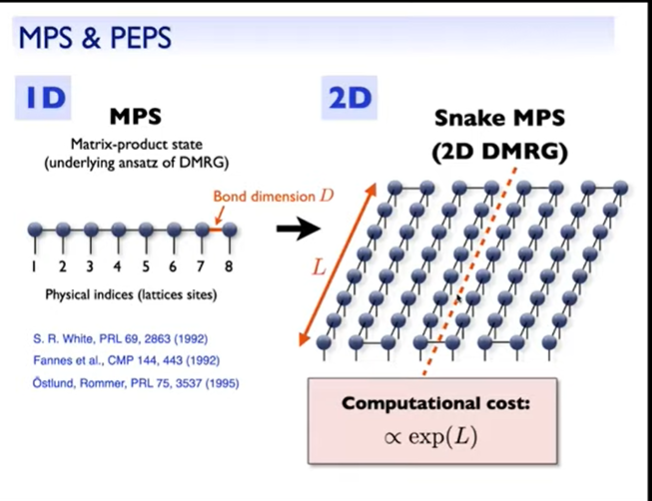 MPS & PEPS
1D
MPS
Matrix-product state
(underlying ansatz of DMRG)
Bond dimension D
1 2 3 4 5 6 7 8
Physical indices (lattices sites)
S. R. White, PRL 69, 2863 (1992)
Fannes et al., CMP 144, 443 (1992)
Östlund, Rommer, PRL 75, 3537 (1995)
2D
Snake MPS
(2D DMRG)
L
Computational cost:
∝ exp(L)